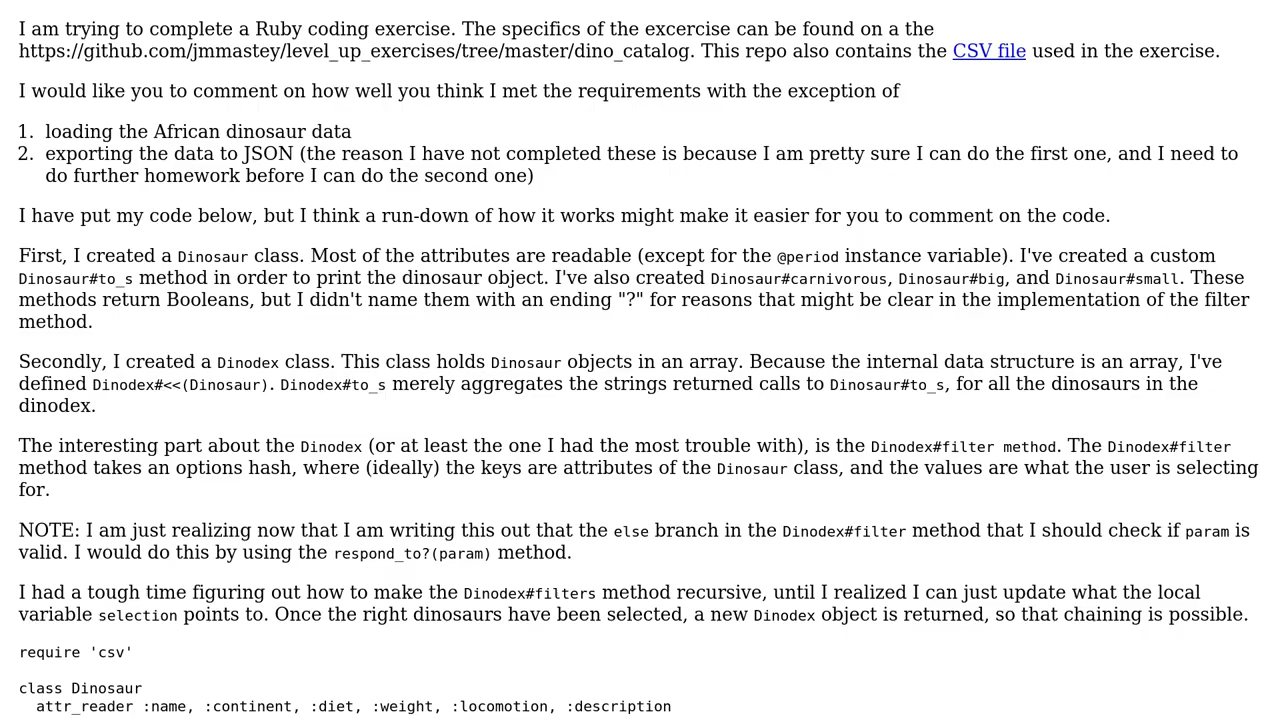 I am trying to complete a Ruby coding exercise. The specifics of the excercise can be found on a the
https://github.com/jmmastey/level_up_exercises/tree/master/dino_catalog. This repo also contains the CSV file used in the exercise.
I would like you to comment on how well you think I met the requirements with the exception of
1. loading the African dinosaur data
2. exporting the data to JSON (the reason I have not completed these is because I am pretty sure I can do the first one, and I need to
do further homework before I can do the second one)
I have put my code below, but I think a run-down of how it works might make it easier for you to comment on the code.
First, I created a Dinosaur class. Most of the attributes are readable (except for the @period instance variable). I've created a custom
Dinosaur#to_s method in order to print the dinosaur object. I've also created Dinosaur#carnivorous, Dinosaur#big, and Dinosaur#small. These
methods return Booleans, but I didn't name them with an ending "?" for reasons that might be clear in the implementation of the filter
method.
Secondly, I created a Dinodex class. This class holds Dinosaur objects in an array. Because the internal data structure is an array, I've
defined Dinodex#<<(Dinosaur). Dinodex#to_s merely aggregates the strings returned calls to Dinosaur#to_s, for all the dinosaurs in the
dinodex.
The interesting part about the Dinodex (or at least the one I had the most trouble with), is the Dinodex#filter method. The Dinodex#filter
method takes an options hash, where (ideally) the keys are attributes of the Dinosaur class, and the values are what the user is selecting
for.
NOTE: I am just realizing now that I am writing this out that the else branch in the Dinodex#filter method that I should check if param is
valid. I would do this by using the respond_to?(param) method.
I had a tough time figuring out how to make the Dinodex#filters method recursive, until I realized I can just update what the local
variable selection points to. Once the right dinosaurs have been selected, a new Dinodex object is returned, so that chaining is possible.
require 'csv'
class Dinosaur
attr_reader :name, :continent, :diet, :weight, :locomotion, :description